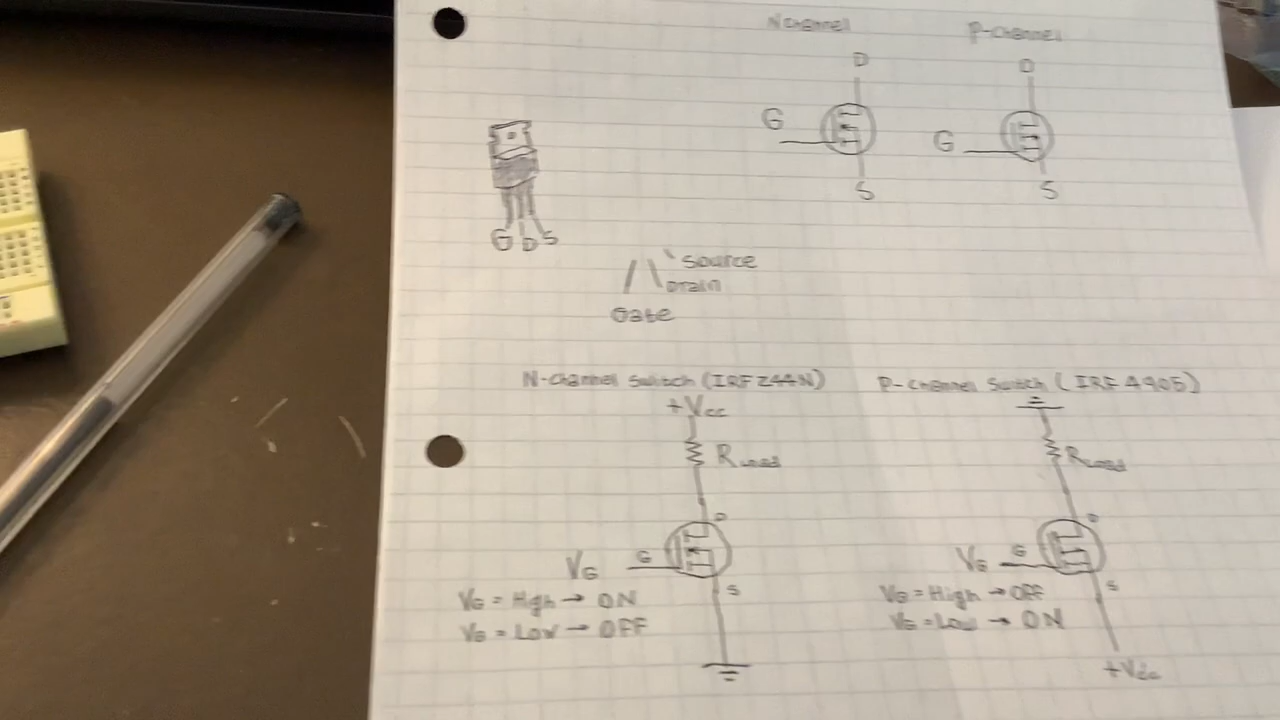 N channel
P-channel
D
D
G
G
S
S
G D S
Source
Drain
Gate
N-channel Switch (IRFZ44N)
P-channel Switch (IRF4905)
+Vcc
RLoad
RLoad
D
D
G
G
VG
VG
S
S
VG = High → ON
VG = Low → OFF
VG = High → OFF
VG = Low → ON
+Vcc